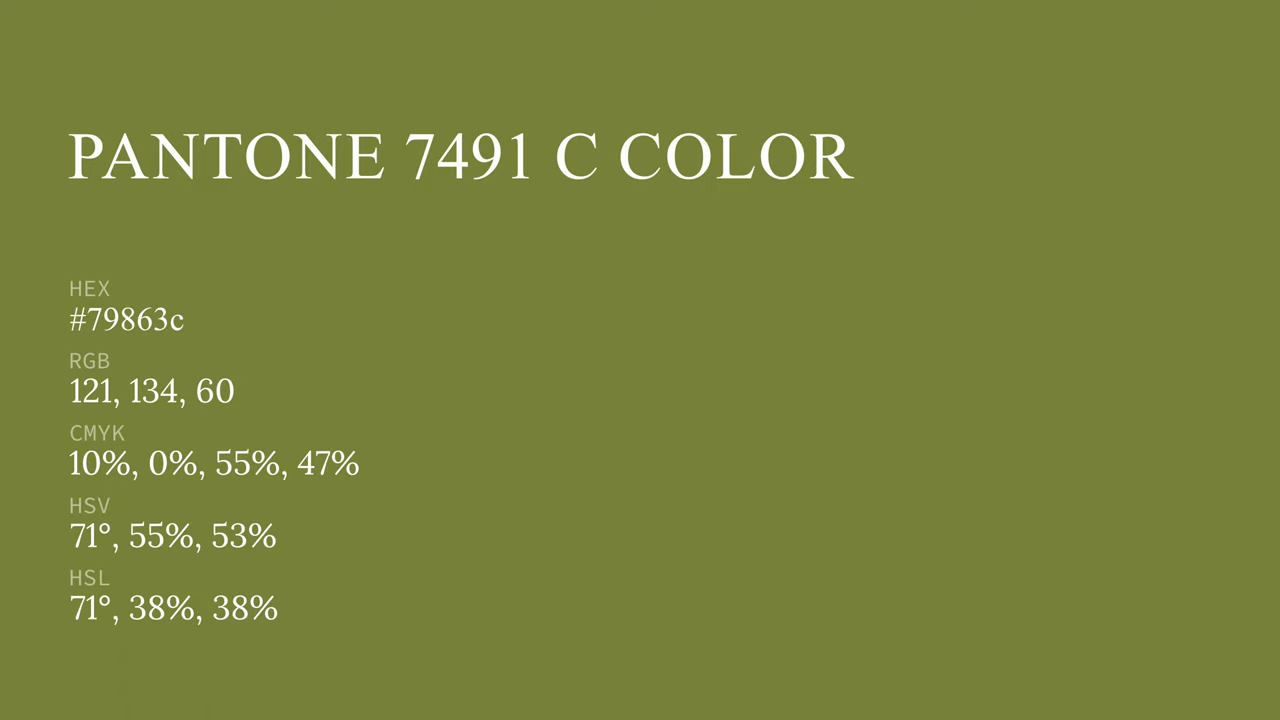 PANTONE 7491 C COLOR
HEX
#79863c
RGB
121, 134, 60
CMYK
10%, 0%, 55%, 47%
HSV
71°, 55%, 53%
HSL
71°, 38%, 38%